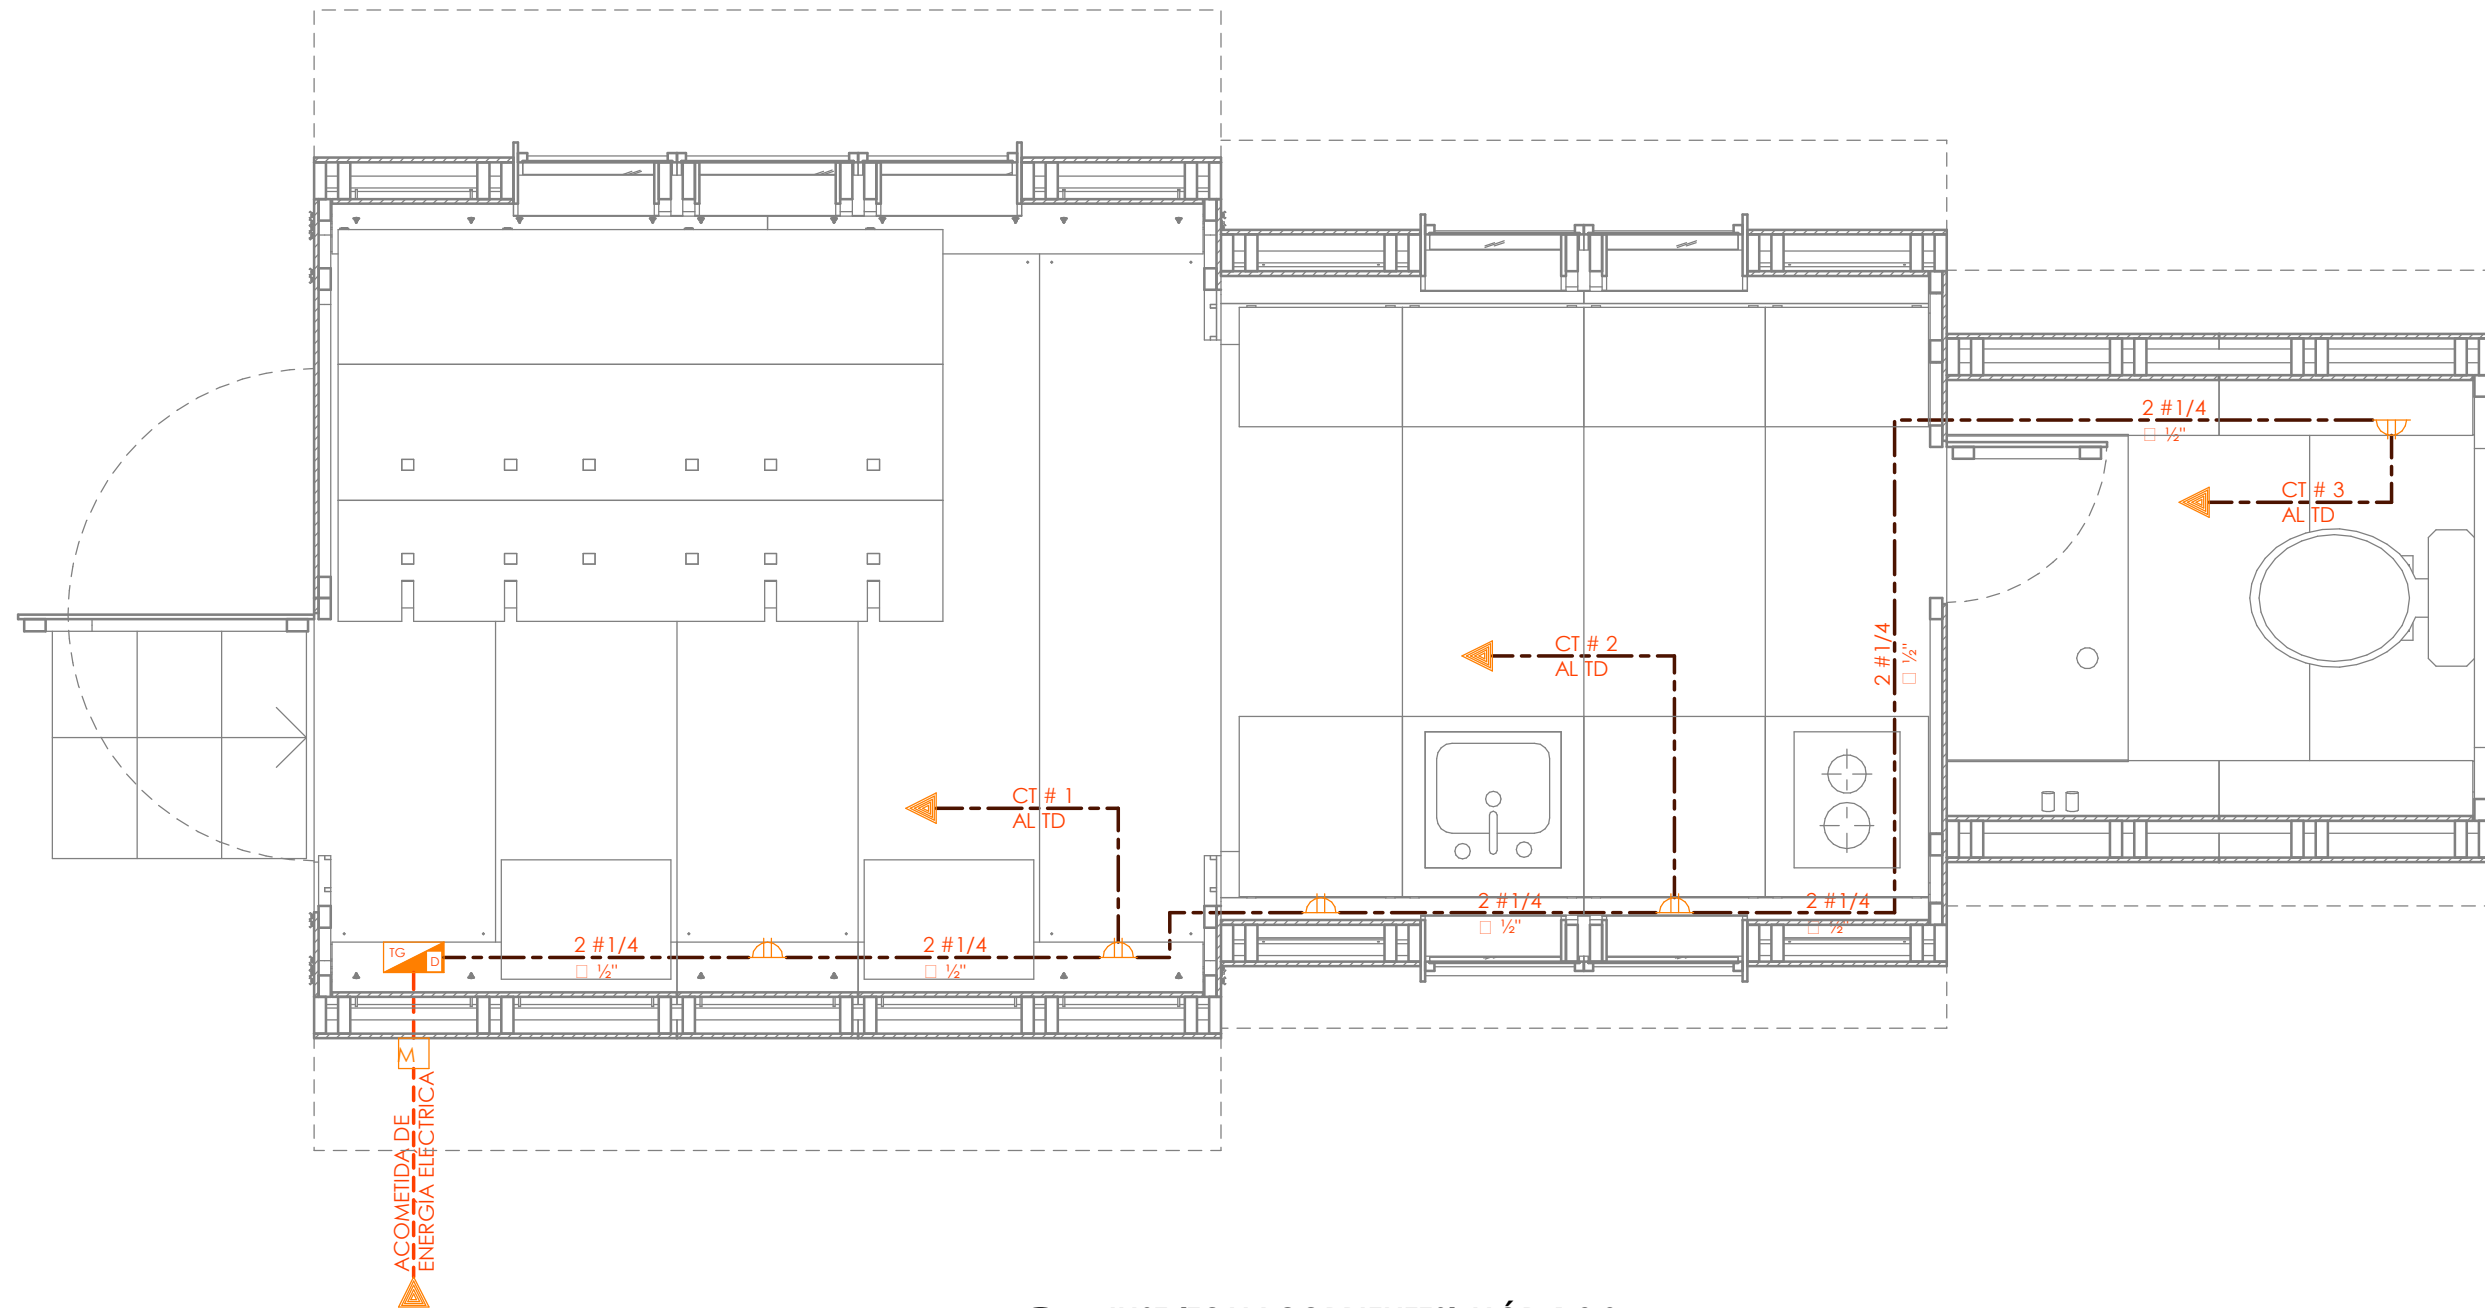 2 #1/4
½"
CT # 3
AL TD
2 #1/4
½"
CT # 2
AL TD
CT # 1
AL TD
2 #1/4
½"
2 #1/4
½"
TG
D
2 #1/4
½"
2 #1/4
½"
M
ACOMETIDA DE
ENERGIA ELECTRICA